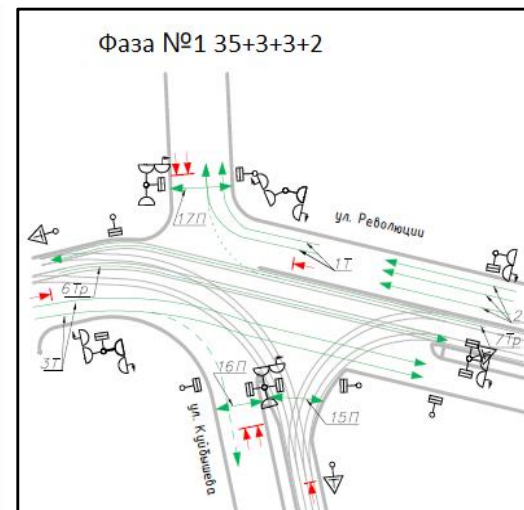 Фаза №1 35+3+3+2
17П
ул. Революции
1Т
2
6Тр
7Тр
3Т
16П
15П
ул. Куйбышева